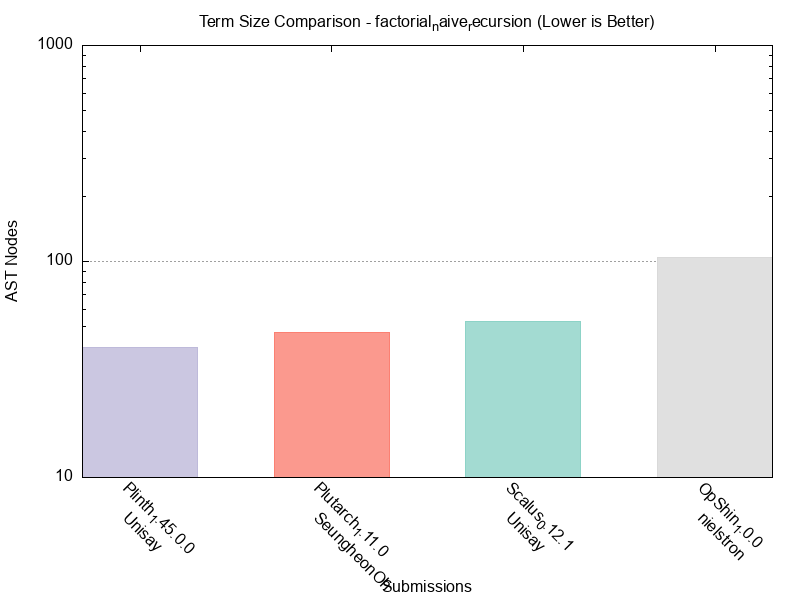 Term Size Comparison - factorialnaiverecursion (Lower is Better)
1000
100
10
AST Nodes
Plinth1.45.0.0
Unisay
Plutarch1.11.0
SeungheonOh
Scalus0.12.1
Unisay
OpShin1.0.0
nielstron
Submissions